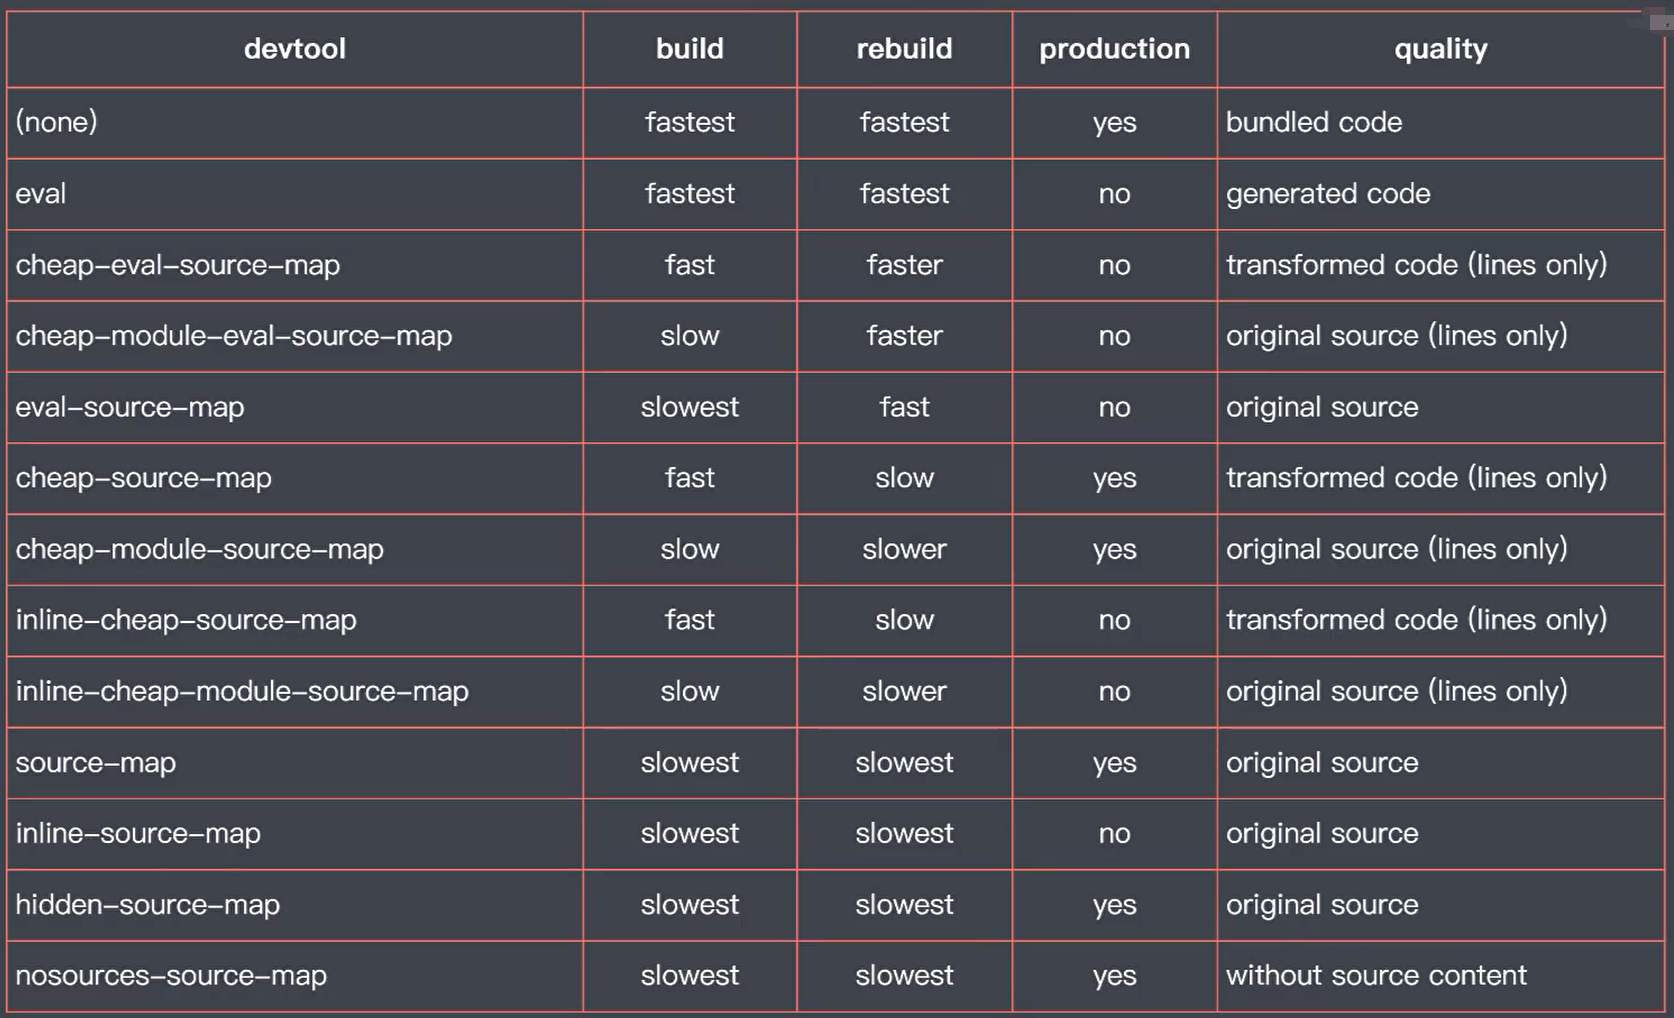 devtool build rebuild production quality
(none) fastest fastest yes bundled code
eval fastest fastest no generated code
cheap-eval-source-map fast faster no transformed code (lines only)
cheap-module-eval-source-map slow faster no original source (lines only)
eval-source-map slowest fast no original source
cheap-source-map fast slow yes transformed code (lines only)
cheap-module-source-map slow slower yes original source (lines only)
inline-cheap-source-map fast slow no transformed code (lines only)
inline-cheap-module-source-map slow slower no original source (lines only)
source-map slowest slowest yes original source
inline-source-map slowest slowest no original source
hidden-source-map slowest slowest yes original source
nosources-source-map slowest slowest yes without source content